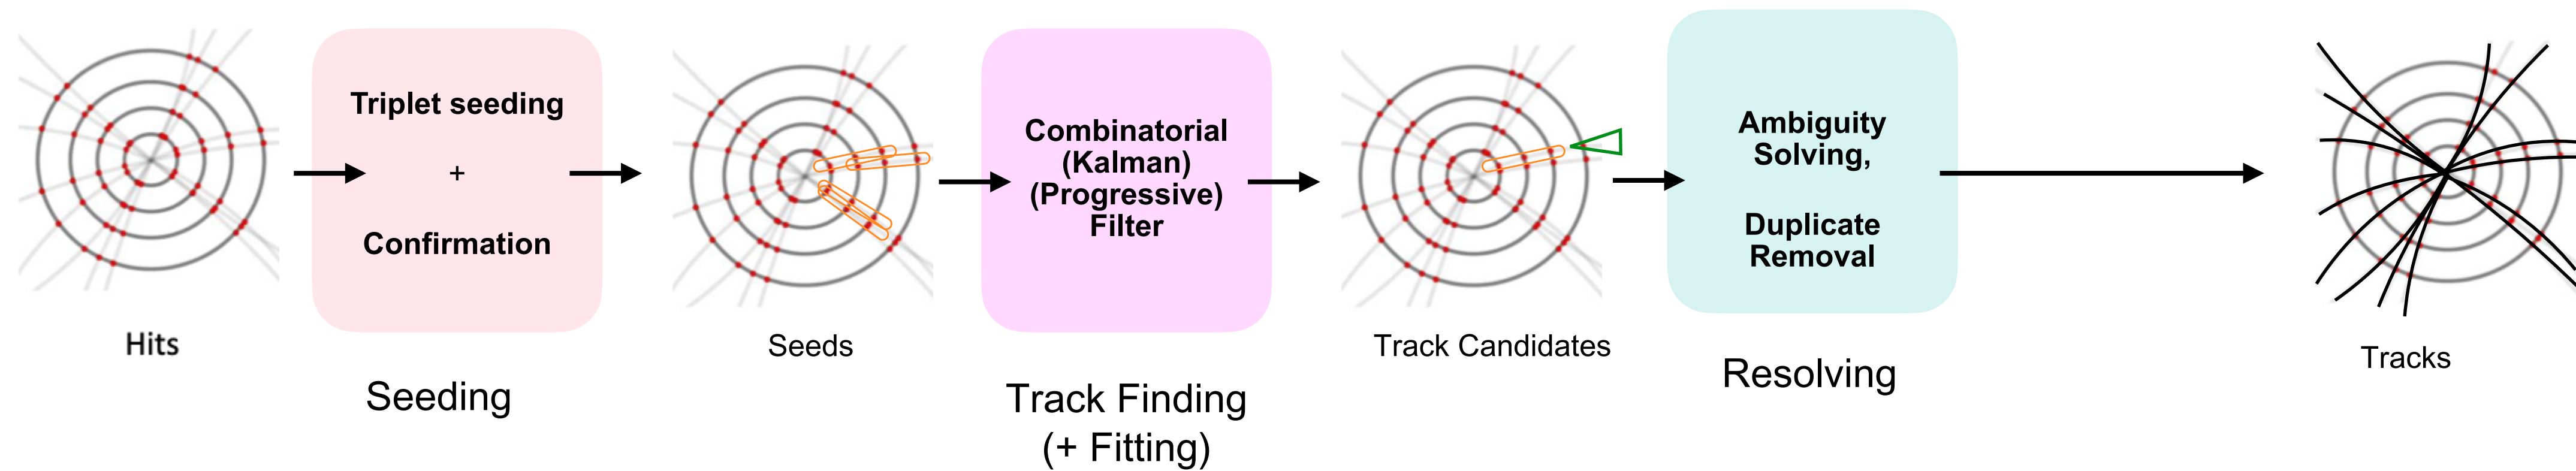 Hits
Triplet seeding
+
Confirmation
Seeding
Seeds
Combinatorial
(Kalman)
(Progressive)
Filter
Track Finding
(+ Fitting)
Track Candidates
Ambiguity
Solving,
Duplicate
Removal
Resolving
Tracks